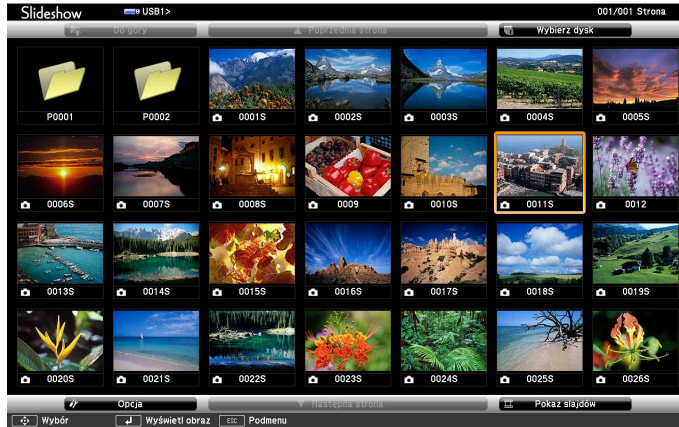 Slideshow USB1> 001/001 Strona
Do góry Poprzednia strona Wybierz dysk
P0001 P0002 0001S 0002S 0003S 0004S 0005S
0006S 0007S 0008S 0009 0010S 0011S 0012
0013S 0014S 0015S 0016S 0017S 0018S 0019S
0020S 0021S 0022S 0023S 0024S 0025S 0026S
Opcja Następna strona Pokaz slajdów
Wybór Wyświetl obraz ESC Podmenu